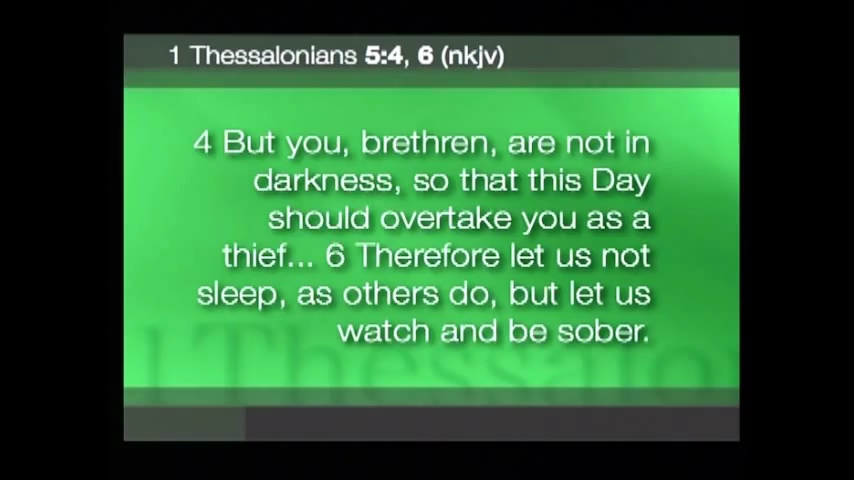 1 Thessalonians 5:4, 6 (nkjv)
4 But you, brethren, are not in
darkness, so that this Day
should overtake you as a
thief... 6 Therefore let us not
sleep, as others do, but let us
watch and be sober.
1 Thessalon